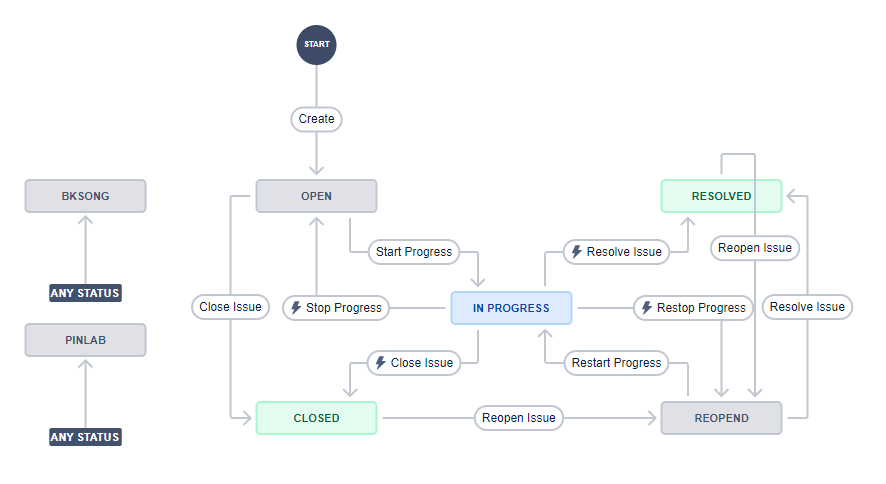 START
Create
BKSONG
OPEN
RESOLVED
Start Progress
Resolve Issue
Reopen Issue
ANY STATUS
Close Issue
Stop Progress
IN PROGRESS
Restop Progress
Resolve Issue
PINLAB
Close Issue
Restart Progress
CLOSED
Reopen Issue
REOPEND
ANY STATUS